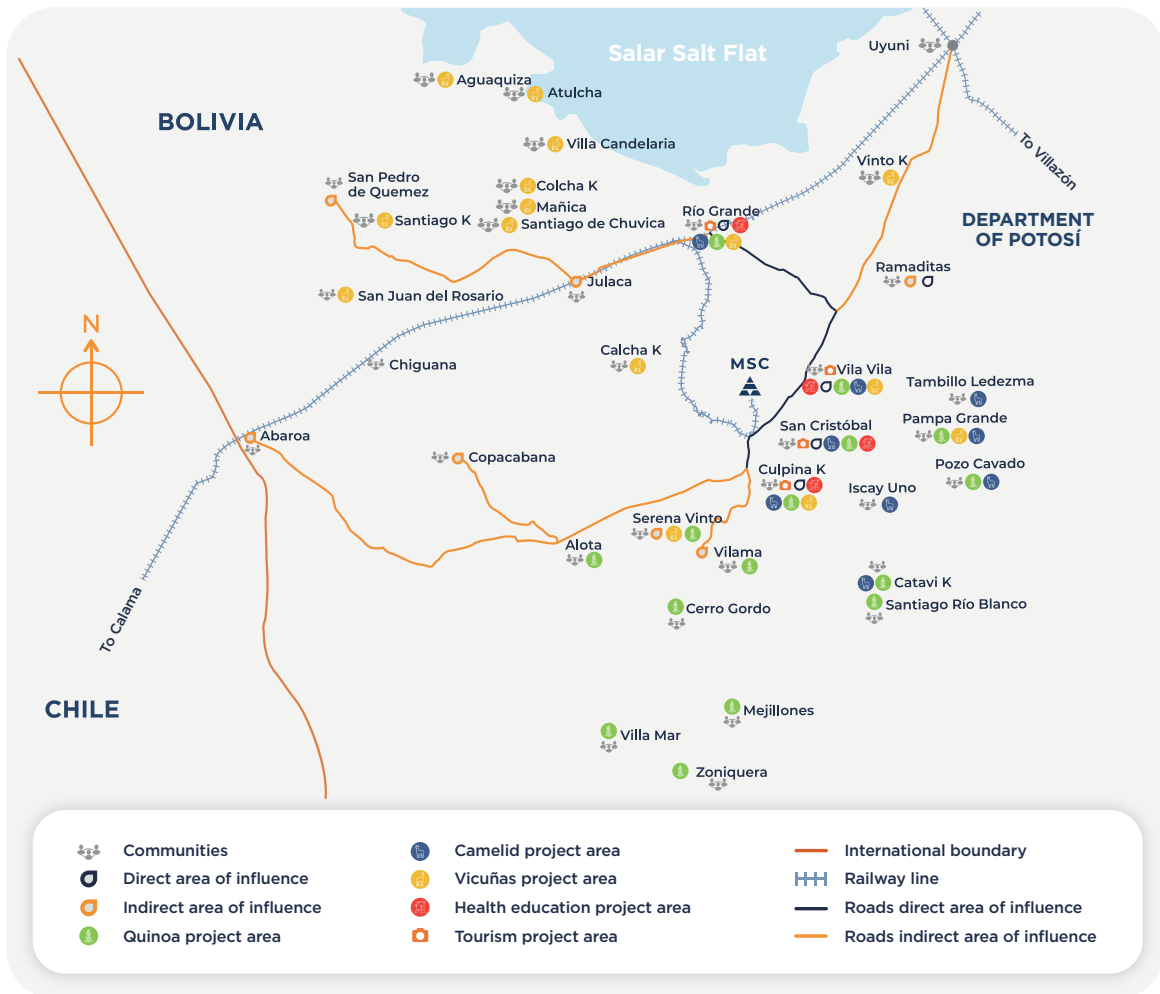 Salar Salt Flat
Uyuni
Aguaquiza
Atulcha
BOLIVIA
To Villazón
Villa Candelaria
Vinto K
San Pedro
de Quemez
Colcha K
Mañica
Santiago K
Santiago de Chuvica
Río Grande
DEPARTMENT
OF POTOSÍ
Ramaditas
Julaca
San Juan del Rosario
N
Calcha K
Chiguana
MSC
Vila Vila
Tambillo Ledezma
Pampa Grande
San Cristóbal
Abaroa
Copacabana
Culpina K
Pozo Cavado
Iscay Uno
Serena Vinto
Alota
Vilama
Catavi K
Santiago Río Blanco
Cerro Gordo
To Calama
CHILE
Mejillones
Villa Mar
Zoniquera
Communities
Direct area of influence
Indirect area of influence
Quinoa project area
Camelid project area
Vicuñas project area
Health education project area
Tourism project area
International boundary
Railway line
Roads direct area of influence
Roads indirect area of influence